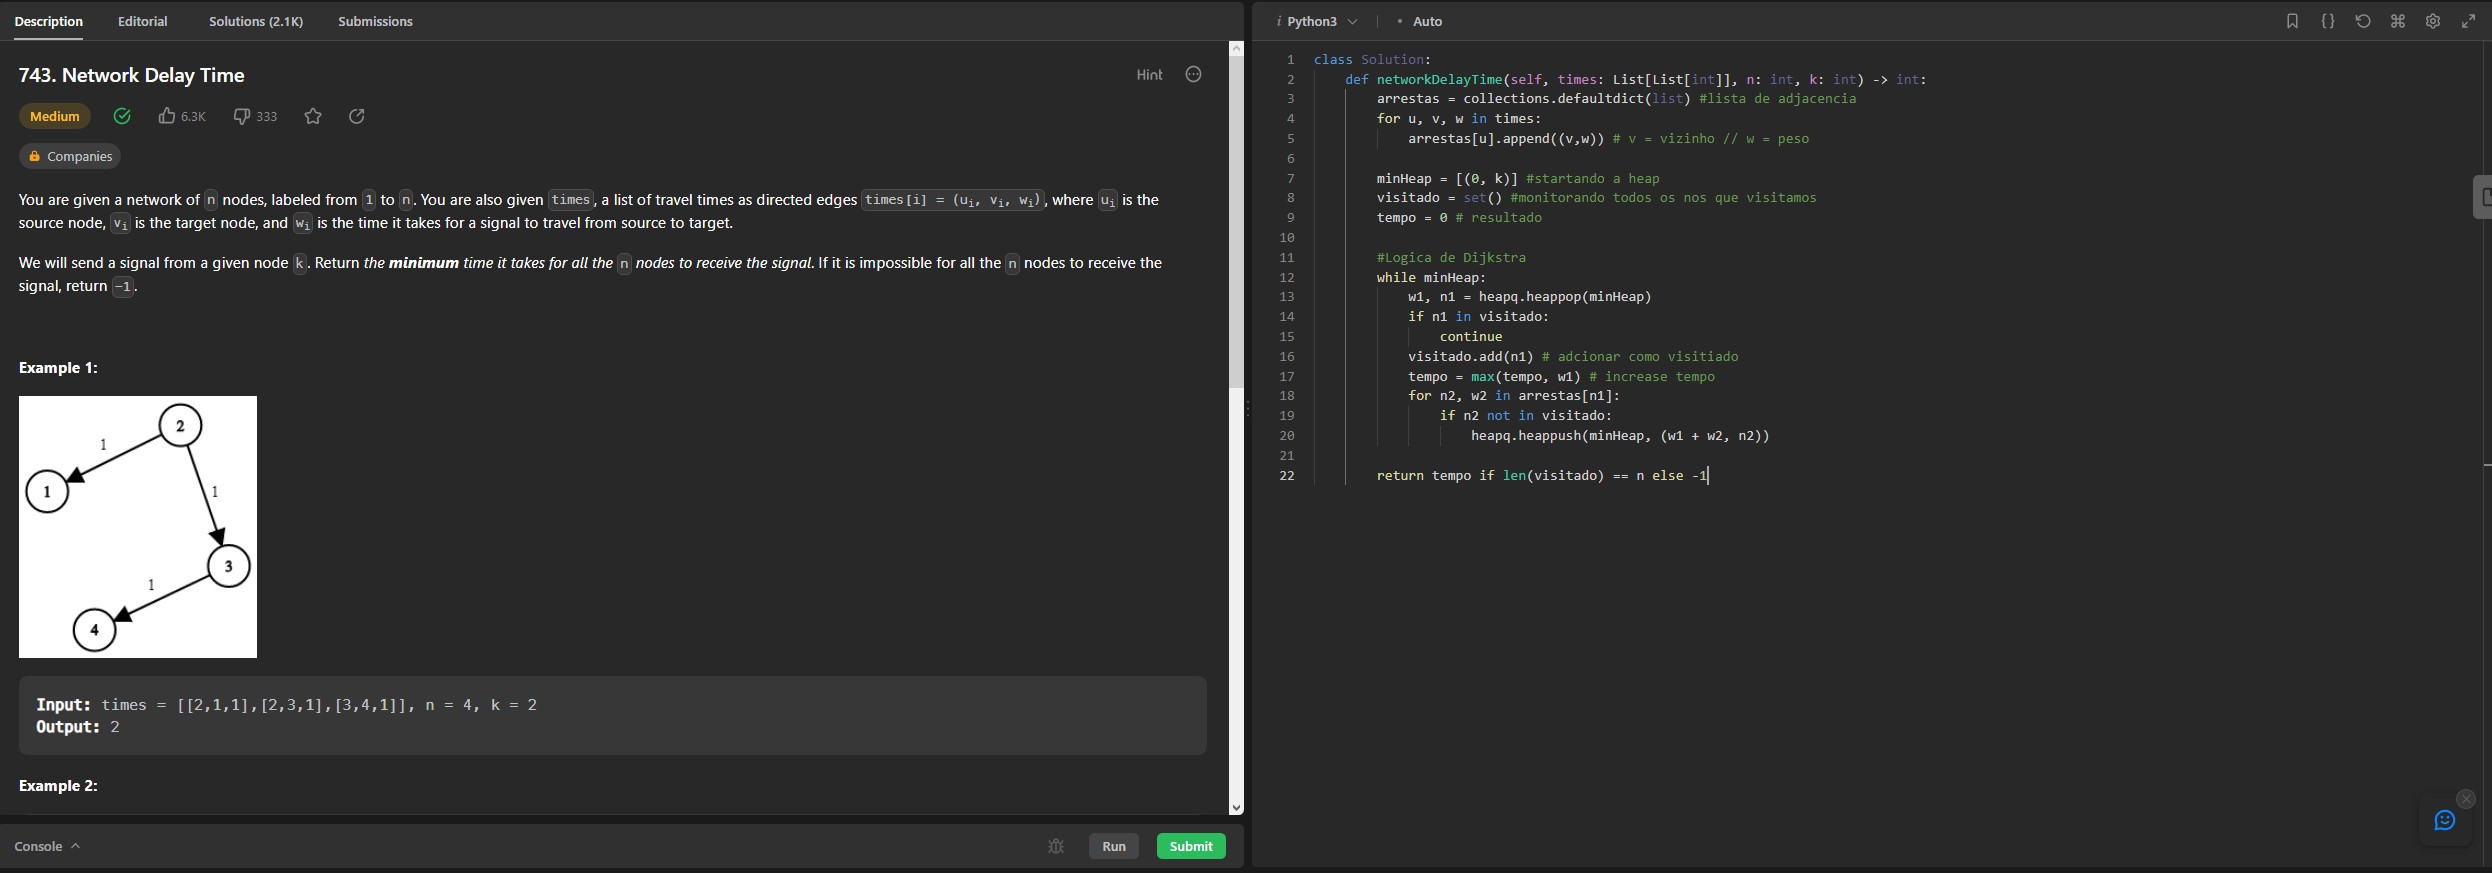 Description Editorial Solutions (2.1K) Submissions
743. Network Delay Time
Hint
Medium 6.3K 333
Companies
You are given a network of n nodes, labeled from 1 to n. You are also given times, a list of travel times as directed edges times[i] = (ui, vi, wi), where ui is the
source node, vi is the target node, and wi is the time it takes for a signal to travel from source to target.
We will send a signal from a given node k. Return the minimum time it takes for all the n nodes to receive the signal. If it is impossible for all the n nodes to receive the
signal, return -1.
Example 1:
2
1
1
1
3
1
4
Input: times = [[2,1,1],[2,3,1],[3,4,1]], n = 4, k = 2
Output: 2
Example 2:
Console Run Submit
i Python3 • Auto
1 class Solution:
2 def networkDelayTime(self, times: List[List[int]], n: int, k: int) -> int:
3 arrestas = collections.defaultdict(list) #lista de adjacencia
4 for u, v, w in times:
5 arrestas[u].append((v,w)) # v = vizinho // w = peso
6
7 minHeap = [(0, k)] #startando a heap
8 visitado = set() #monitorando todos os nos que visitamos
9 tempo = 0 # resultado
10
11 #Logica de Dijkstra
12 while minHeap:
13 w1, n1 = heapq.heappop(minHeap)
14 if n1 in visitado:
15 continue
16 visitado.add(n1) # adcionar como visitiado
17 tempo = max(tempo, w1) # increase tempo
18 for n2, w2 in arrestas[n1]:
19 if n2 not in visitado:
20 heapq.heappush(minHeap, (w1 + w2, n2))
21
22 return tempo if len(visitado) == n else -1